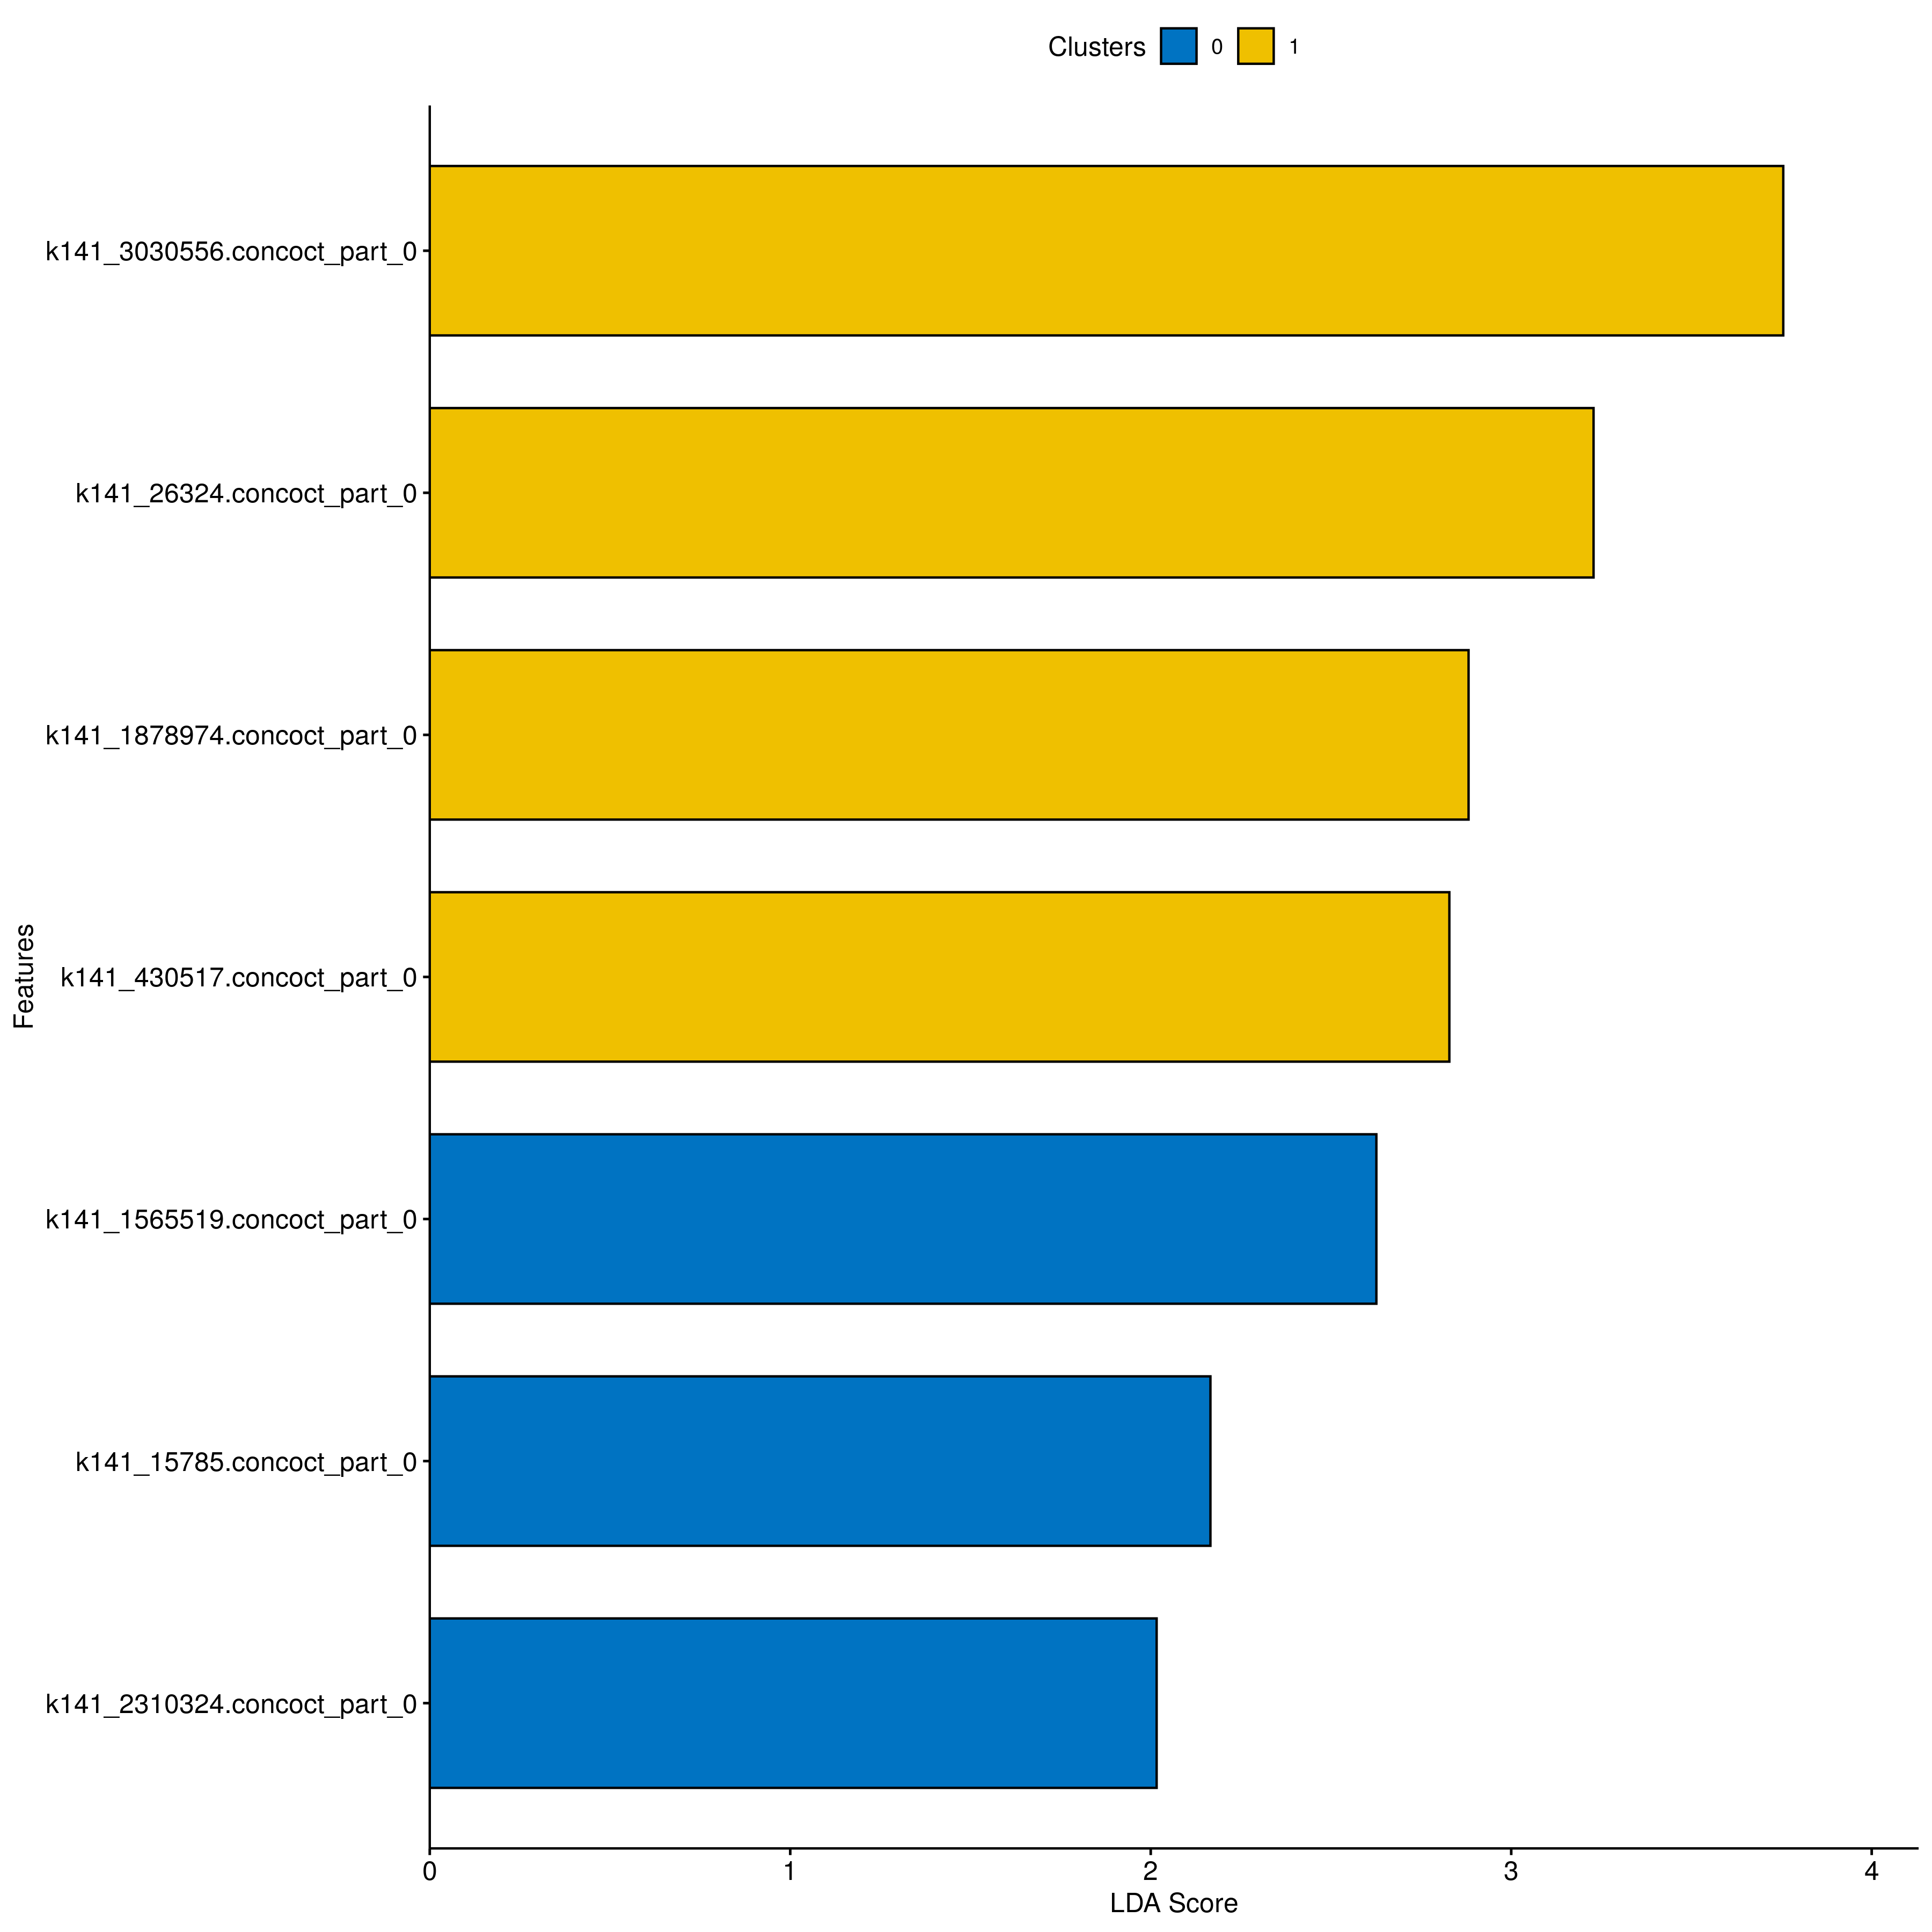 Clusters 0 1
k141_3030556.concoct_part_0
k141_26324.concoct_part_0
k141_1878974.concoct_part_0
k141_430517.concoct_part_0
k141_1565519.concoct_part_0
k141_15785.concoct_part_0
k141_2310324.concoct_part_0
Features
0 1 2 3 4
LDA Score